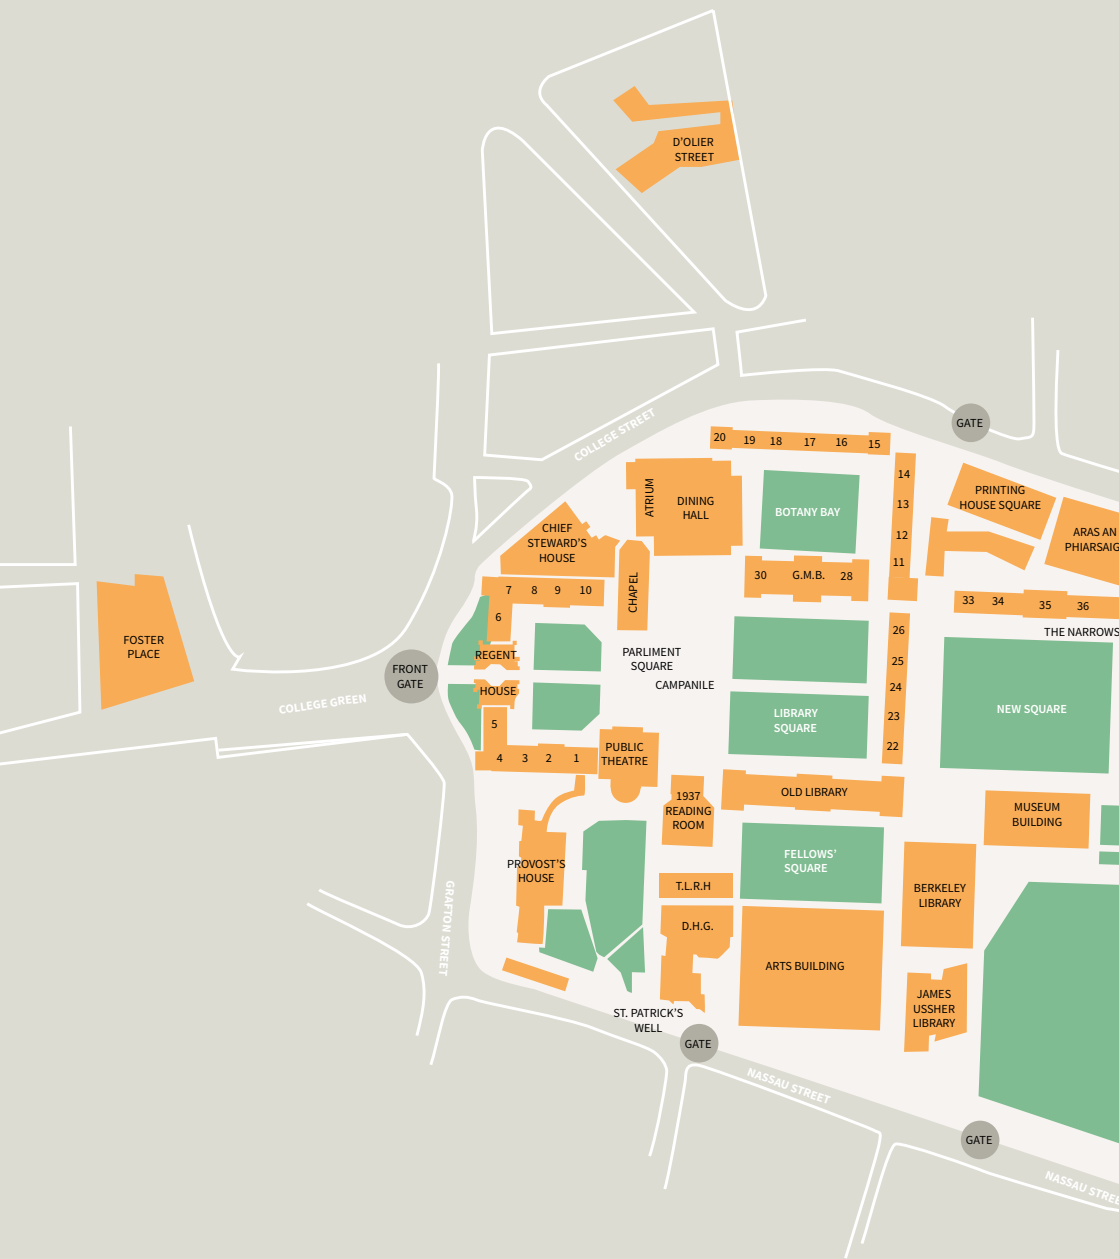 D'OLIER
STREET
COLLEGE STREET
GATE
20
19
18
17
16
15
ATRIUM
DINING
HALL
BOTANY BAY
14
13
12
11
PRINTING
HOUSE SQUARE
ARAS AN
PHIARSAIG
CHIEF
STEWARD'S
HOUSE
CHAPEL
30
G.M.B.
28
7
8
9
10
6
33
34
35
36
THE NARROWS
FOSTER
PLACE
FRONT
GATE
COLLEGE GREEN
REGENT
HOUSE
PARLIMENT
SQUARE
CAMPANILE
26
25
24
23
22
LIBRARY
SQUARE
NEW SQUARE
5
4
3
2
1
PUBLIC
THEATRE
1937
READING
ROOM
OLD LIBRARY
MUSEUM
BUILDING
PROVOST'S
HOUSE
GRAFTON STREET
T.L.R.H
FELLOWS'
SQUARE
BERKELEY
LIBRARY
D.H.G.
ARTS BUILDING
JAMES
USSHER
LIBRARY
ST. PATRICK'S
WELL
GATE
NASSAU STREET
GATE
NASSAU STREE